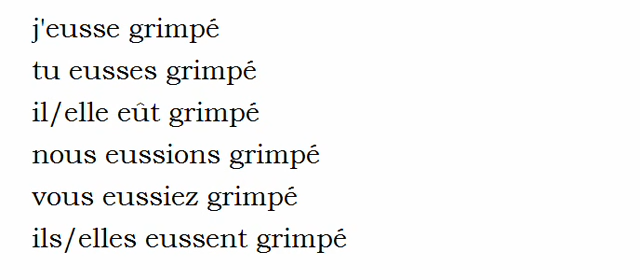 j'eusse grimpé
tu eusses grimpé
il/elle eût grimpé
nous eussions grimpé
vous eussiez grimpé
ils/elles eussent grimpé